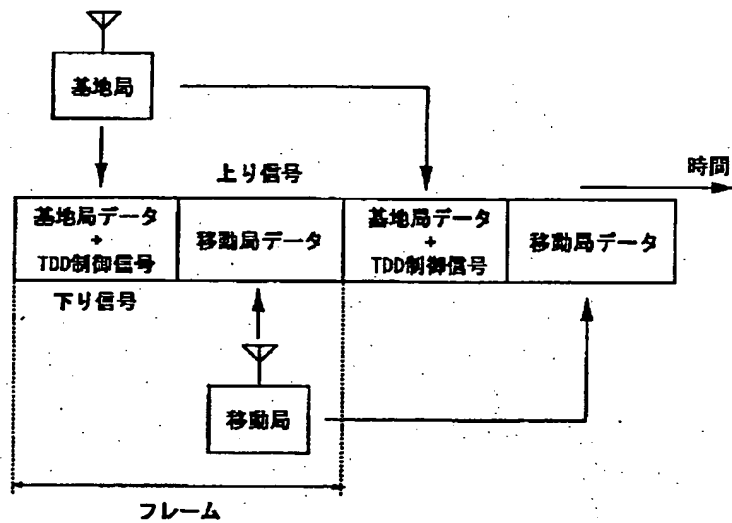 基地局
上り信号
時間
基地局データ
+
TDD制御信号
移動局データ
基地局データ
+
TDD制御信号
移動局データ
下り信号
移動局
フレーム